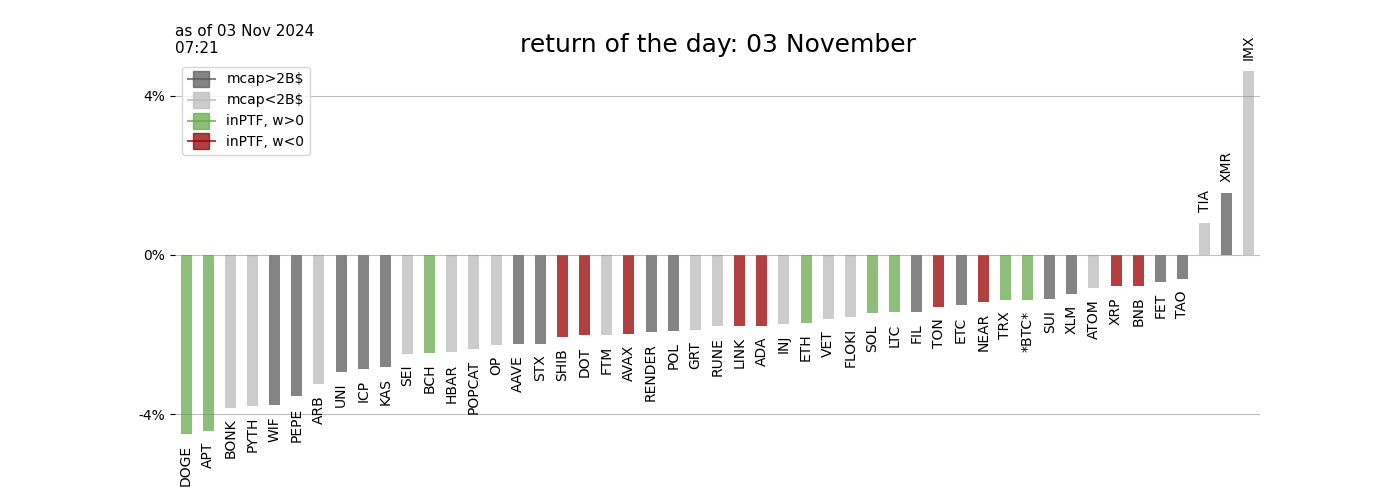 as of 03 Nov 2024
07:21
return of the day: 03 November
mcap>2B$
mcap<2B$
inPTF, w>0
inPTF, w<0
4%
0%
-4%
DOGE
APT
BONK
PYTH
WIF
PEPE
ARB
UNI
ICP
KAS
SEI
BCH
HBAR
POPCAT
OP
AAVE
STX
SHIB
DOT
FTM
AVAX
RENDER
POL
GRT
RUNE
LINK
ADA
INJ
ETH
VET
FLOKI
SOL
LTC
FIL
TON
ETC
NEAR
TRX
*BTC*
SUI
XLM
ATOM
XRP
BNB
FET
TAO
TIA
XMR
IMX